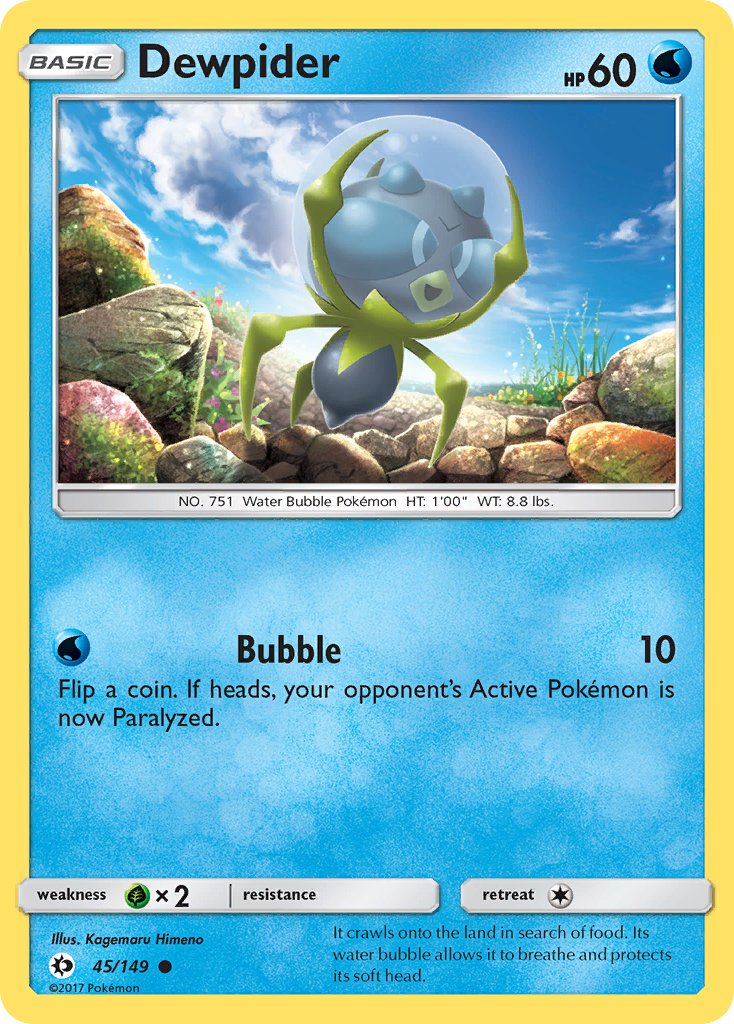 BASIC Dewpider HP60
NO. 751 Water Bubble Pokémon HT: 1'00" WT: 8.8 lbs.
Bubble 10
Flip a coin. If heads, your opponent's Active Pokémon is
now Paralyzed.
weakness ×2 resistance retreat
Illus. Kagemaru Himeno
45/149
©2017 Pokémon
It crawls onto the land in search of food. Its
water bubble allows it to breathe and protects
its soft head.